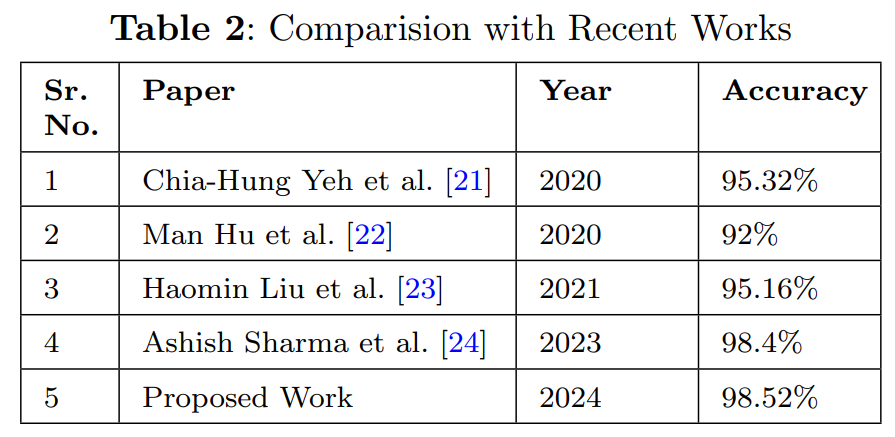 Table 2: Comparision with Recent Works
Sr. No. Paper Year Accuracy
1 Chia-Hung Yeh et al. [21] 2020 95.32%
2 Man Hu et al. [22] 2020 92%
3 Haomin Liu et al. [23] 2021 95.16%
4 Ashish Sharma et al. [24] 2023 98.4%
5 Proposed Work 2024 98.52%